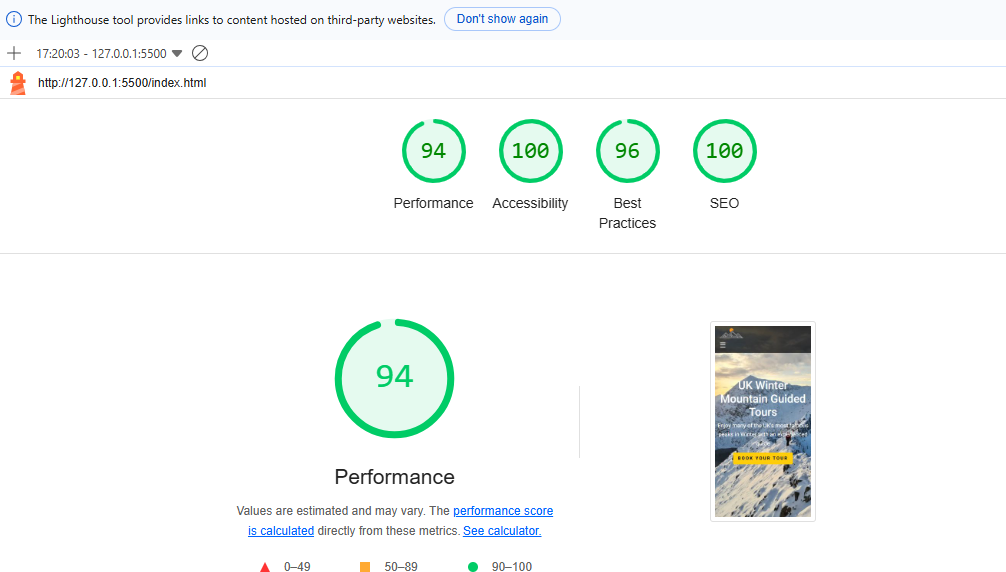 The Lighthouse tool provides links to content hosted on third-party websites. Don't show again
17:20:03 - 127.0.0.1:5500
http://127.0.0.1:5500/index.html
94 100 96 100
Performance Accessibility Best Practices SEO
94
Performance
Values are estimated and may vary. The performance score
is calculated directly from these metrics. See calculator.
0–49 50–89 90–100
UK Winter
Mountain Guided
Tours
Enjoy many of the UK's most famous
peaks in winter with an experienced
BOOK YOUR TOUR